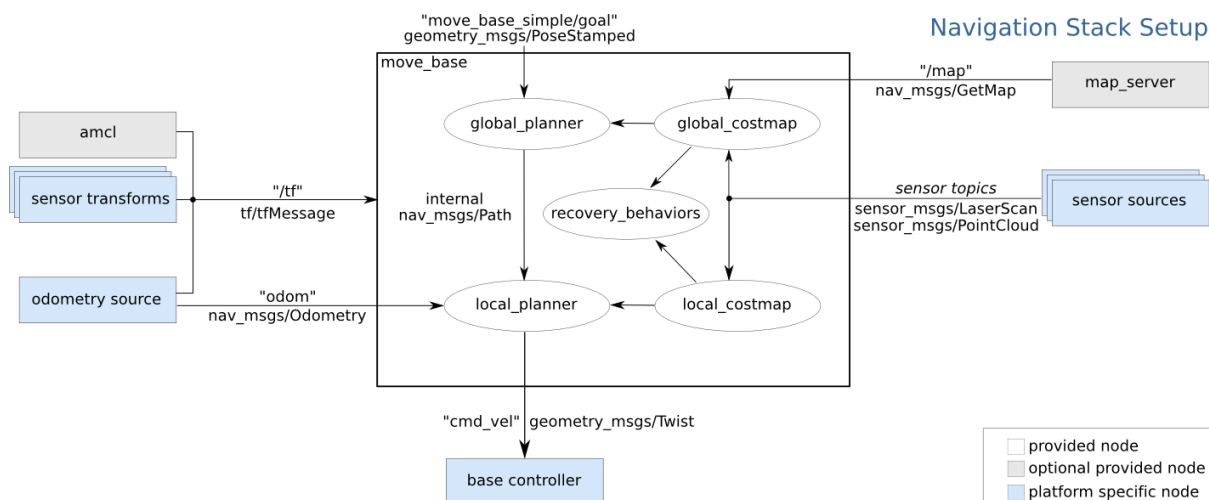 Navigation Stack Setup
"move_base_simple/goal"
geometry_msgs/PoseStamped
move_base
"/map"
nav_msgs/GetMap
map_server
amcl
global_planner
global_costmap
sensor transforms
"/tf"
tf/tfMessage
internal
nav_msgs/Path
recovery_behaviors
sensor topics
sensor_msgs/LaserScan
sensor_msgs/PointCloud
sensor sources
odometry source
"odom"
nav_msgs/Odometry
local_planner
local_costmap
"cmd_vel" geometry_msgs/Twist
base controller
provided node
optional provided node
platform specific node